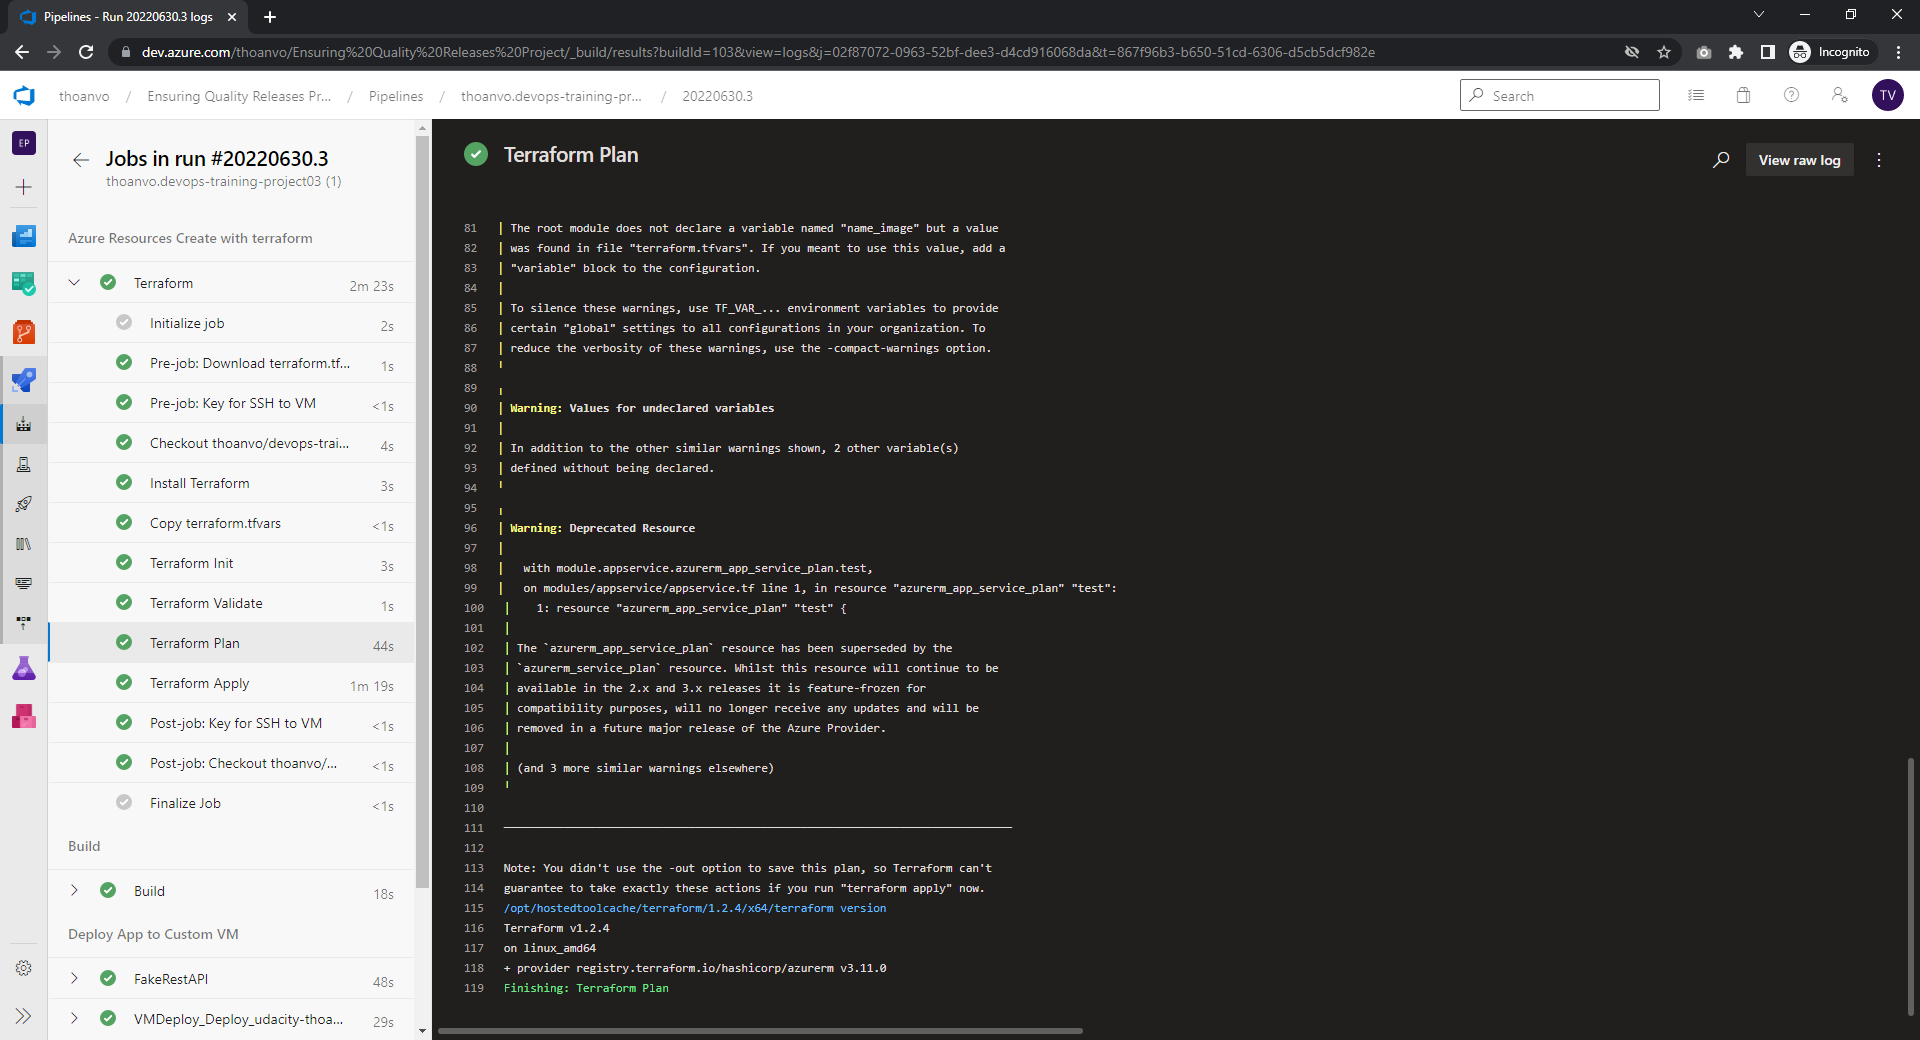 Pipelines - Run 20220630.3 logs
dev.azure.com/thoanvo/Ensuring%20Quality%20Releases%20Project/_build/results?buildId=103&view=logs&j=02f87072-0963-52bf-dee3-d4cd916068da&t=867f96b3-b650-51cd-6306-d5cb5dcf982e
Incognito
thoanvo / Ensuring Quality Releases Pr... / Pipelines / thoanvo.devops-training-pr... / 20220630.3
Search
TV
EP
Jobs in run #20220630.3
thoanvo.devops-training-project03 (1)
Azure Resources Create with terraform
Terraform 2m 23s
Initialize job 2s
Pre-job: Download terraform.tf... 1s
Pre-job: Key for SSH to VM <1s
Checkout thoanvo/devops-trai... 4s
Install Terraform 3s
Copy terraform.tfvars <1s
Terraform Init 3s
Terraform Validate 1s
Terraform Plan 44s
Terraform Apply 1m 19s
Post-job: Key for SSH to VM <1s
Post-job: Checkout thoanvo/... <1s
Finalize Job <1s
Build
Build 18s
Deploy App to Custom VM
FakeRestAPI 48s
VMDeploy_Deploy_udacity-thoa... 29s
Terraform Plan
View raw log
81 | The root module does not declare a variable named "name_image" but a value
82 | was found in file "terraform.tfvars". If you meant to use this value, add a
83 | "variable" block to the configuration.
84 |
85 | To silence these warnings, use TF_VAR_... environment variables to provide
86 | certain "global" settings to all configurations in your organization. To
87 | reduce the verbosity of these warnings, use the -compact-warnings option.
88 ╵
89 ╷
90 | Warning: Values for undeclared variables
91 |
92 | In addition to the other similar warnings shown, 2 other variable(s)
93 | defined without being declared.
94 ╵
95 ╷
96 | Warning: Deprecated Resource
97 |
98 | with module.appservice.azurerm_app_service_plan.test,
99 | on modules/appservice/appservice.tf line 1, in resource "azurerm_app_service_plan" "test":
100 | 1: resource "azurerm_app_service_plan" "test" {
101 |
102 | The `azurerm_app_service_plan` resource has been superseded by the
103 | `azurerm_service_plan` resource. Whilst this resource will continue to be
104 | available in the 2.x and 3.x releases it is feature-frozen for
105 | compatibility purposes, will no longer receive any updates and will be
106 | removed in a future major release of the Azure Provider.
107 |
108 | (and 3 more similar warnings elsewhere)
109 ╵
110
111 ─────────────────────────────────────────────────────────────────────────────
112
113 Note: You didn't use the -out option to save this plan, so Terraform can't
114 guarantee to take exactly these actions if you run "terraform apply" now.
115 /opt/hostedtoolcache/terraform/1.2.4/x64/terraform version
116 Terraform v1.2.4
117 on linux_amd64
118 + provider registry.terraform.io/hashicorp/azurerm v3.11.0
119 Finishing: Terraform Plan